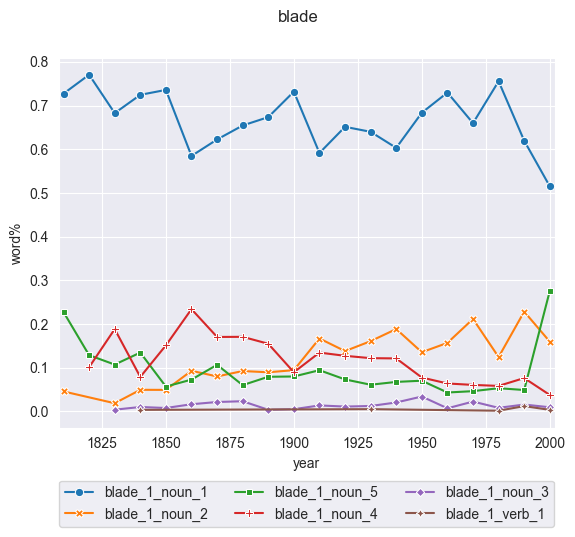 blade
0.8
0.7
0.6
0.5
0.4
0.3
0.2
0.1
0.0
word%
1825 1850 1875 1900 1925 1950 1975 2000
year
blade_1_noun_1 blade_1_noun_5 blade_1_noun_3
blade_1_noun_2 blade_1_noun_4 blade_1_verb_1